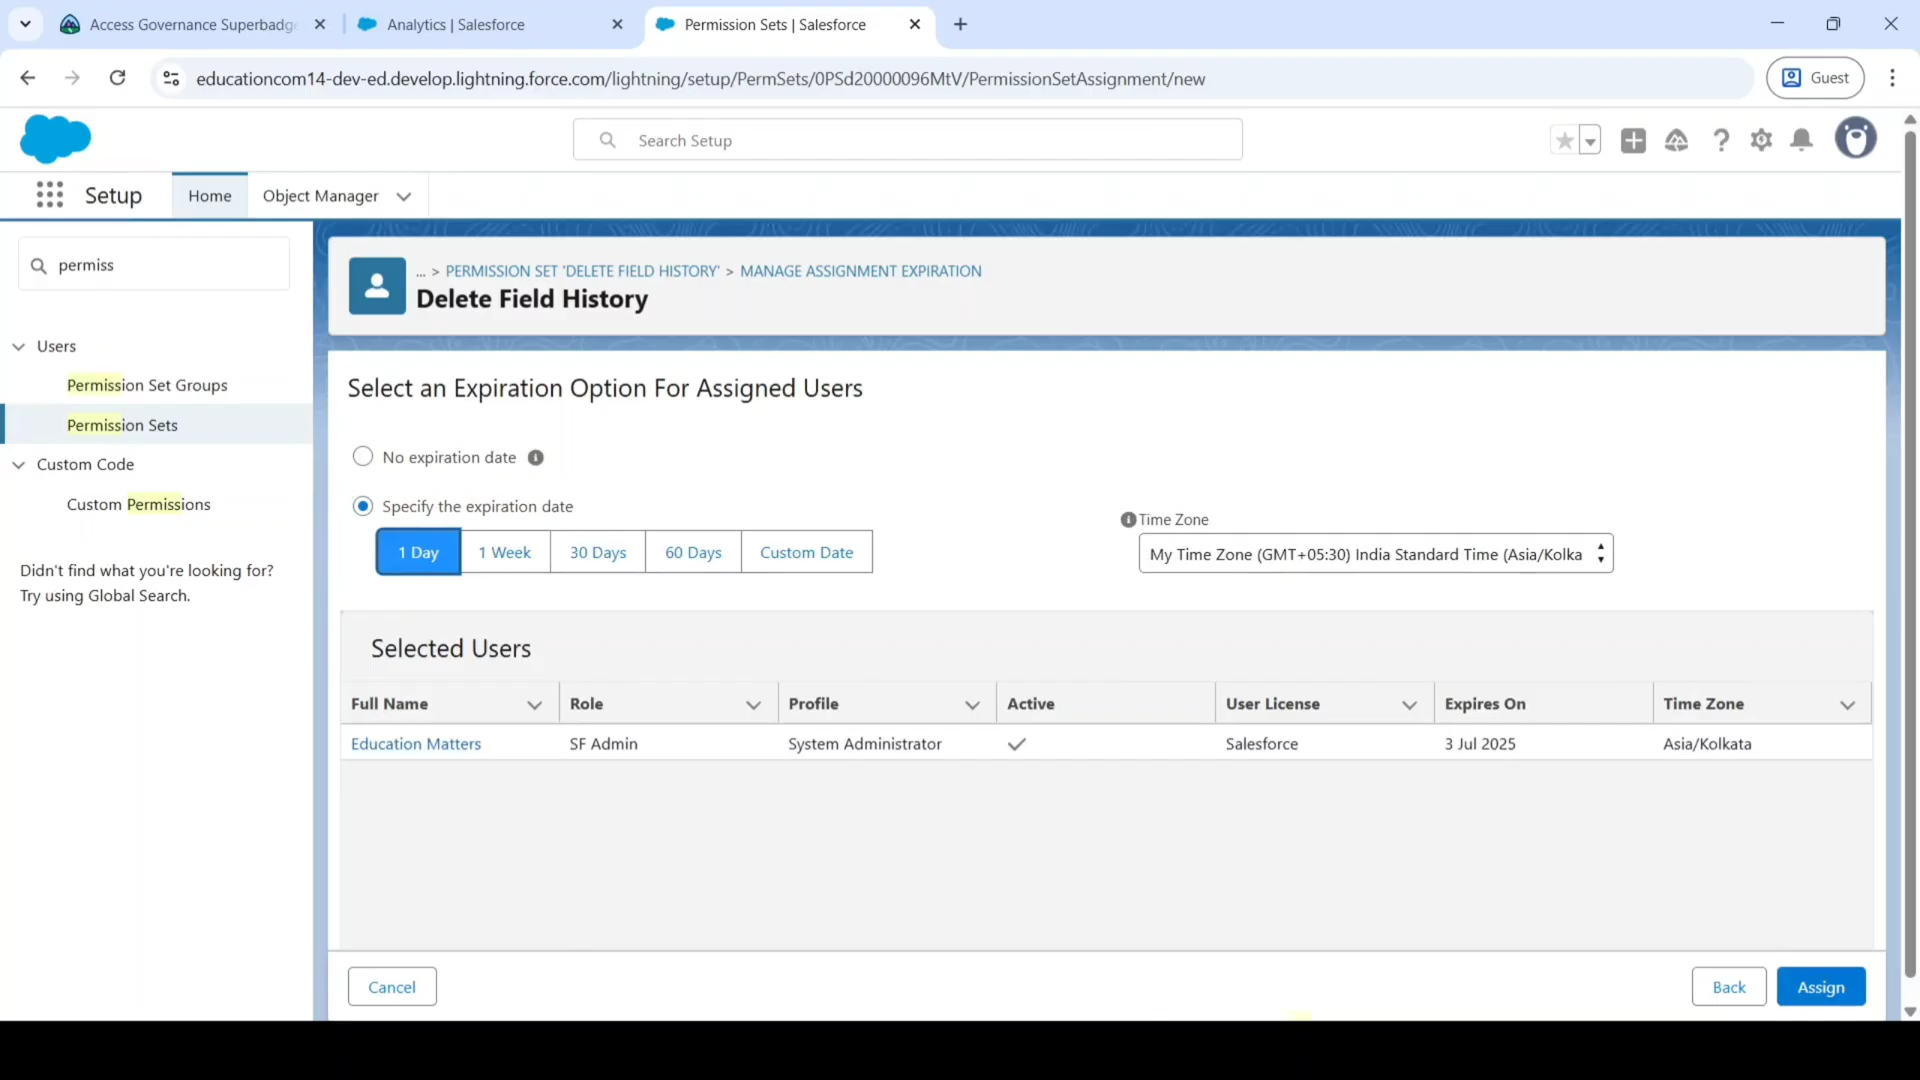 Access Governance Superbadg
Analytics | Salesforce
Permission Sets | Salesforce
educationcom14-dev-ed.develop.lightning.force.com/lightning/setup/PermSets/0PSd20000096MtV/PermissionSetAssignment/new
Guest
Search Setup
Setup
Home
Object Manager
permiss
Users
Permission Set Groups
Permission Sets
Custom Code
Custom Permissions
Didn't find what you're looking for?
Try using Global Search.
... > PERMISSION SET 'DELETE FIELD HISTORY' > MANAGE ASSIGNMENT EXPIRATION
Delete Field History
Select an Expiration Option For Assigned Users
No expiration date
Specify the expiration date
1 Day 1 Week 30 Days 60 Days Custom Date
Time Zone
My Time Zone (GMT+05:30) India Standard Time (Asia/Kolka
Selected Users
Full Name Role Profile Active User License Expires On Time Zone
Education Matters SF Admin System Administrator Salesforce 3 Jul 2025 Asia/Kolkata
Cancel Back Assign